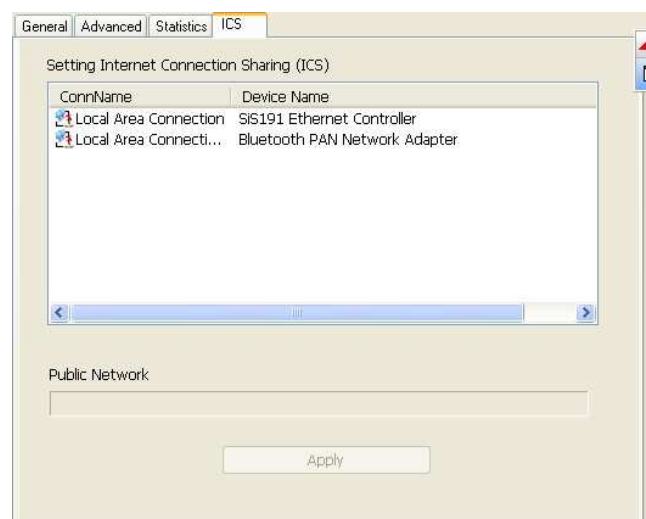 General Advanced Statistics ICS
Setting Internet Connection Sharing (ICS)
ConnName Device Name
Local Area Connection SiS191 Ethernet Controller
Local Area Connecti... Bluetooth PAN Network Adapter
Public Network
Apply